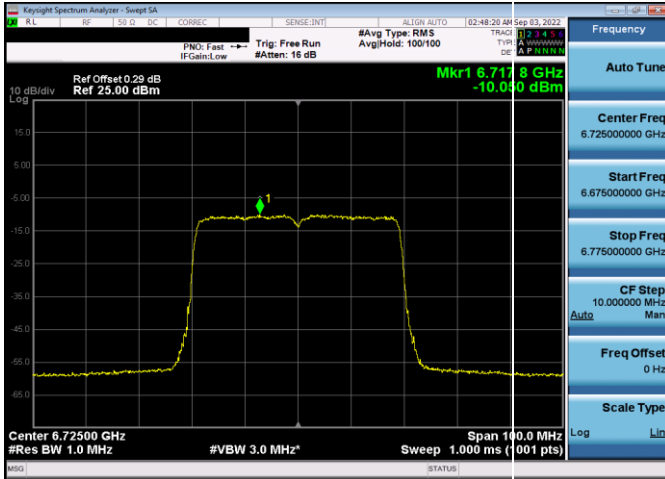 Keysight Spectrum Analyzer - Swept SA
RL RF 50 Ω DC CORREC SENSE:INT ALIGN AUTO 02:48:20 AM Sep 03, 2022
#Avg Type: RMS TRACE 1 2 3 4 5 6
PNO: Fast Trig: Free Run Avg|Hold: 100/100 TYPE A WWWWW
IFGain:Low #Atten: 16 dB DET A P N N N N
Mkr1 6.717 8 GHz
Ref Offset 0.29 dB
10 dB/div Ref 25.00 dBm -10.050 dBm
Log
15.0
5.00
-5.00
1
-15.0
-25.0
-35.0
-45.0
-55.0
-65.0
Center 6.72500 GHz Span 100.0 MHz
#Res BW 1.0 MHz #VBW 3.0 MHz* Sweep 1.000 ms (1001 pts)
MSG STATUS
Frequency
Auto Tune
Center Freq
6.725000000 GHz
Start Freq
6.675000000 GHz
Stop Freq
6.775000000 GHz
CF Step
10.000000 MHz
Auto Man
Freq Offset
0 Hz
Scale Type
Log Lin